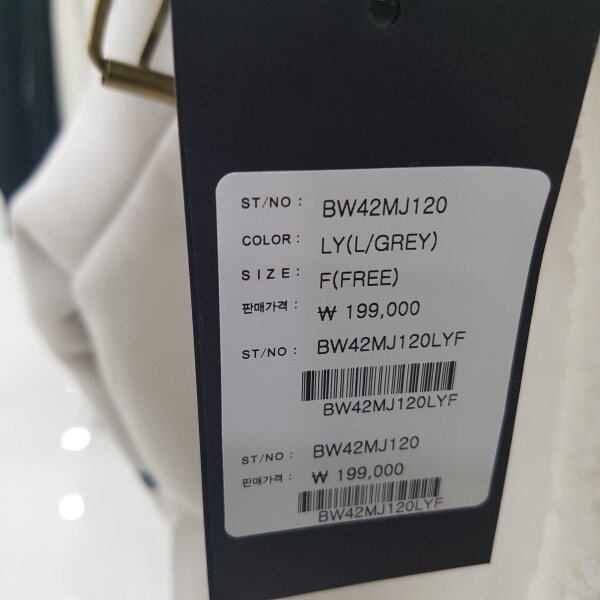 ST/NO : BW42MJ120
COLOR: LY(L/GREY)
SIZE: F(FREE)
판매가격: ₩ 199,000
ST/NO : BW42MJ120LYF
BW42MJ120LYF
ST/NO : BW42MJ120
판매가격: ₩ 199,000
BW42MJ120LYF